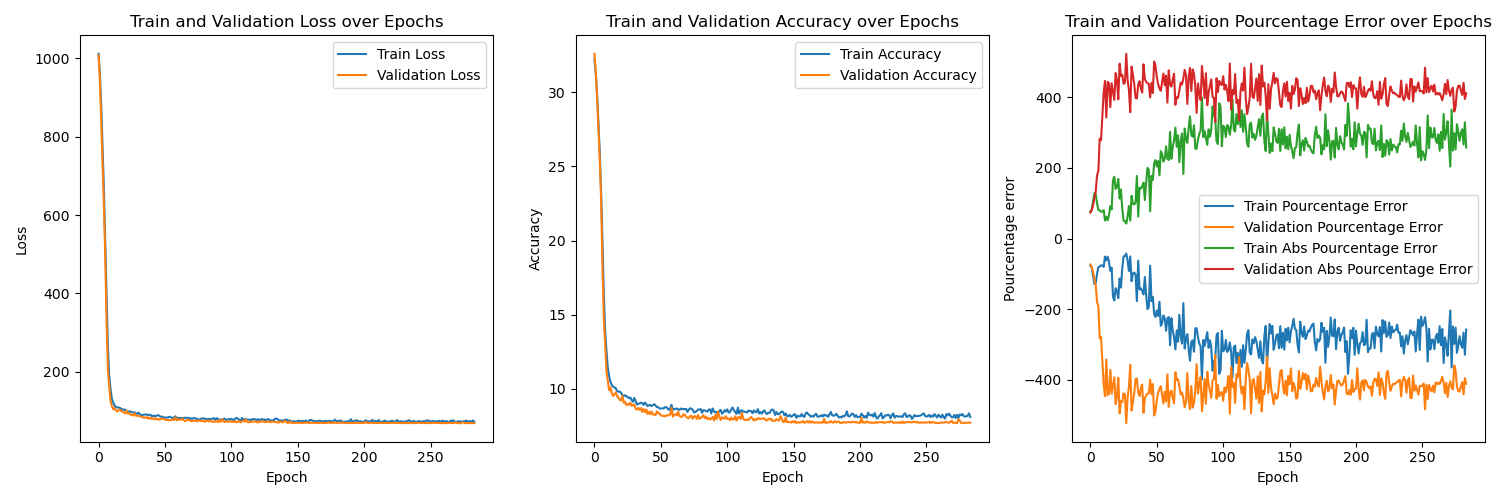 Train and Validation Loss over Epochs
Loss
1000
800
600
400
200
Train Loss
Validation Loss
0 50 100 150 200 250
Epoch
Train and Validation Accuracy over Epochs
Accuracy
30
25
20
15
10
Train Accuracy
Validation Accuracy
0 50 100 150 200 250
Epoch
Train and Validation Pourcentage Error over Epochs
Pourcentage error
400
200
0
−200
−400
Train Pourcentage Error
Validation Pourcentage Error
Train Abs Pourcentage Error
Validation Abs Pourcentage Error
0 50 100 150 200 250
Epoch